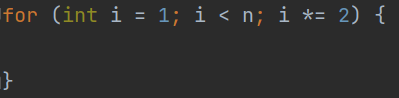 for (int i = 1; i < n; i *= 2) {
}